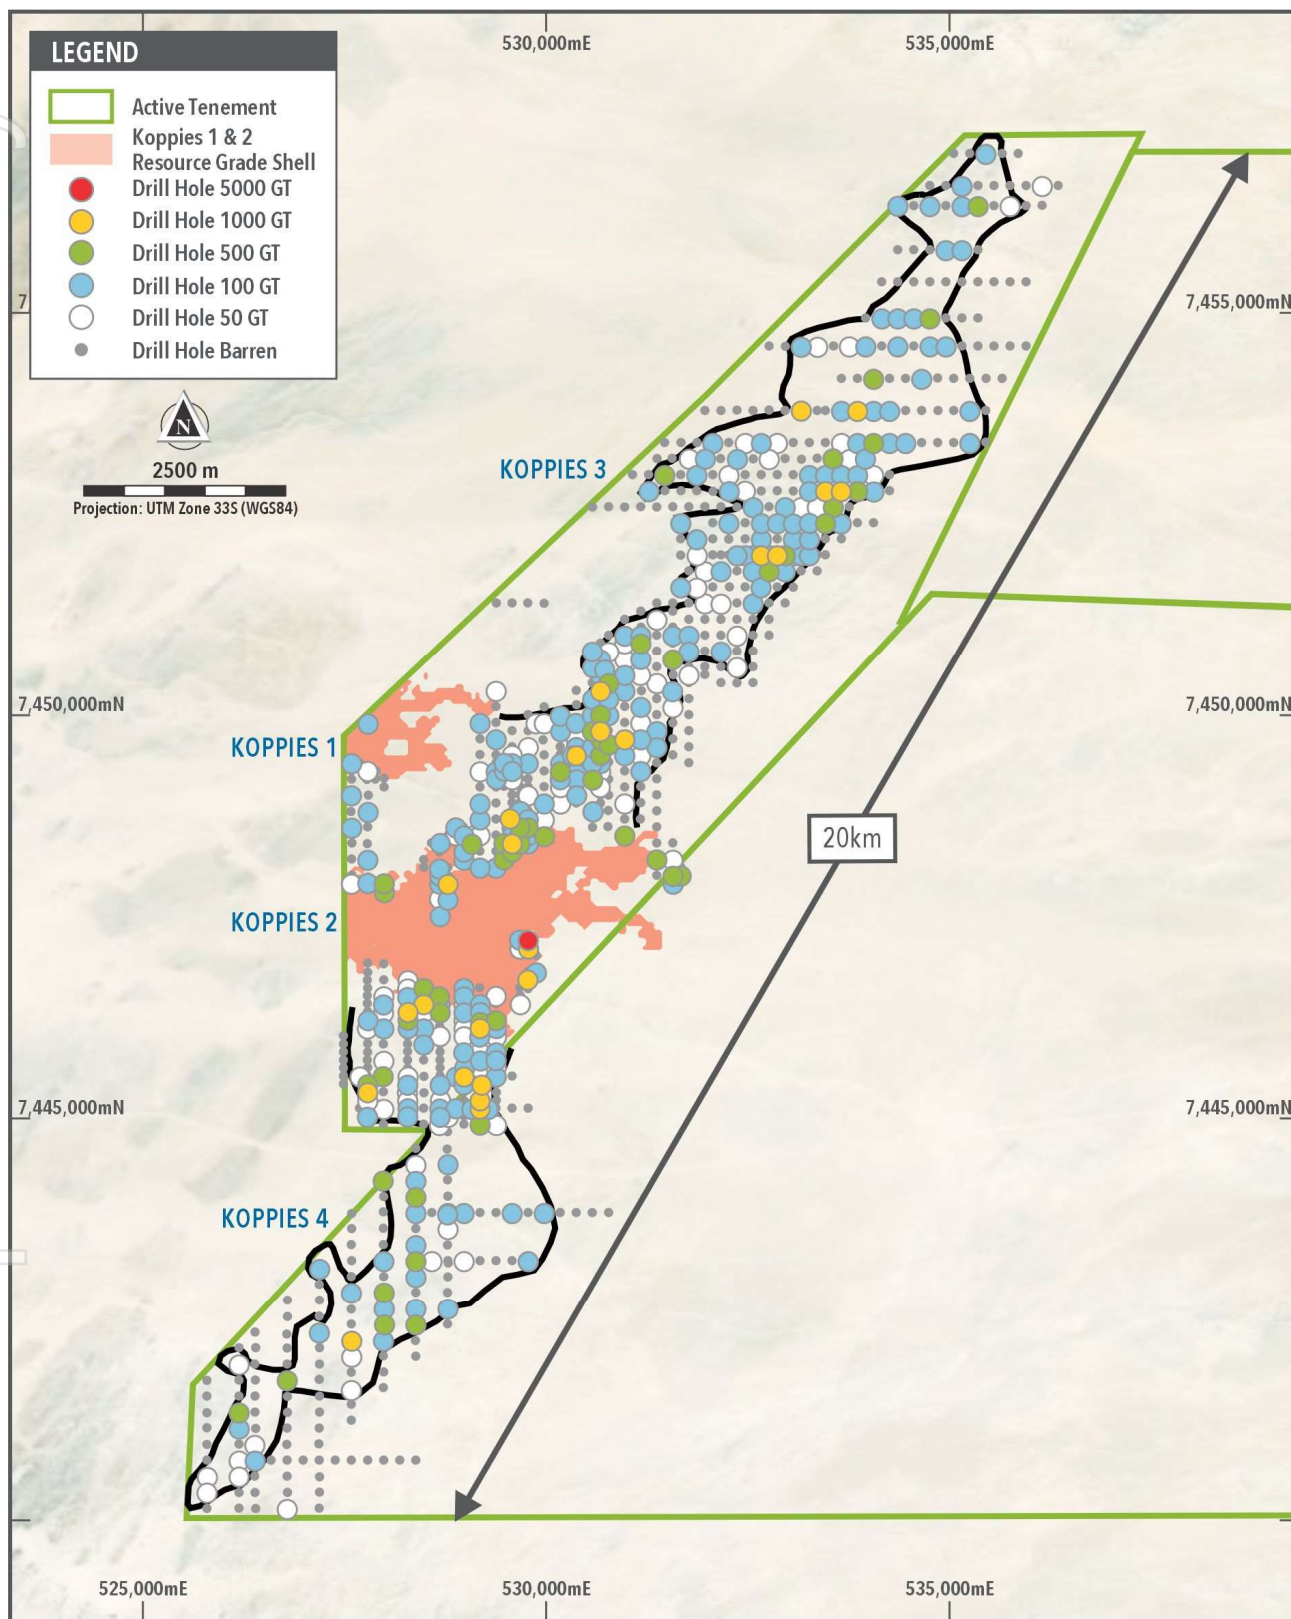 530,000mE
535,000mE
LEGEND
Active Tenement
Koppies 1 & 2
Resource Grade Shell
Drill Hole 5000 GT
Drill Hole 1000 GT
Drill Hole 500 GT
Drill Hole 100 GT
Drill Hole 50 GT
Drill Hole Barren
7,455,000mN
N
2500 m
Projection: UTM Zone 33S (WGS84)
KOPPIES 3
7,450,000mN
7,450,000mN
KOPPIES 1
20km
KOPPIES 2
7,445,000mN
7,445,000mN
KOPPIES 4
525,000mE
530,000mE
535,000mE